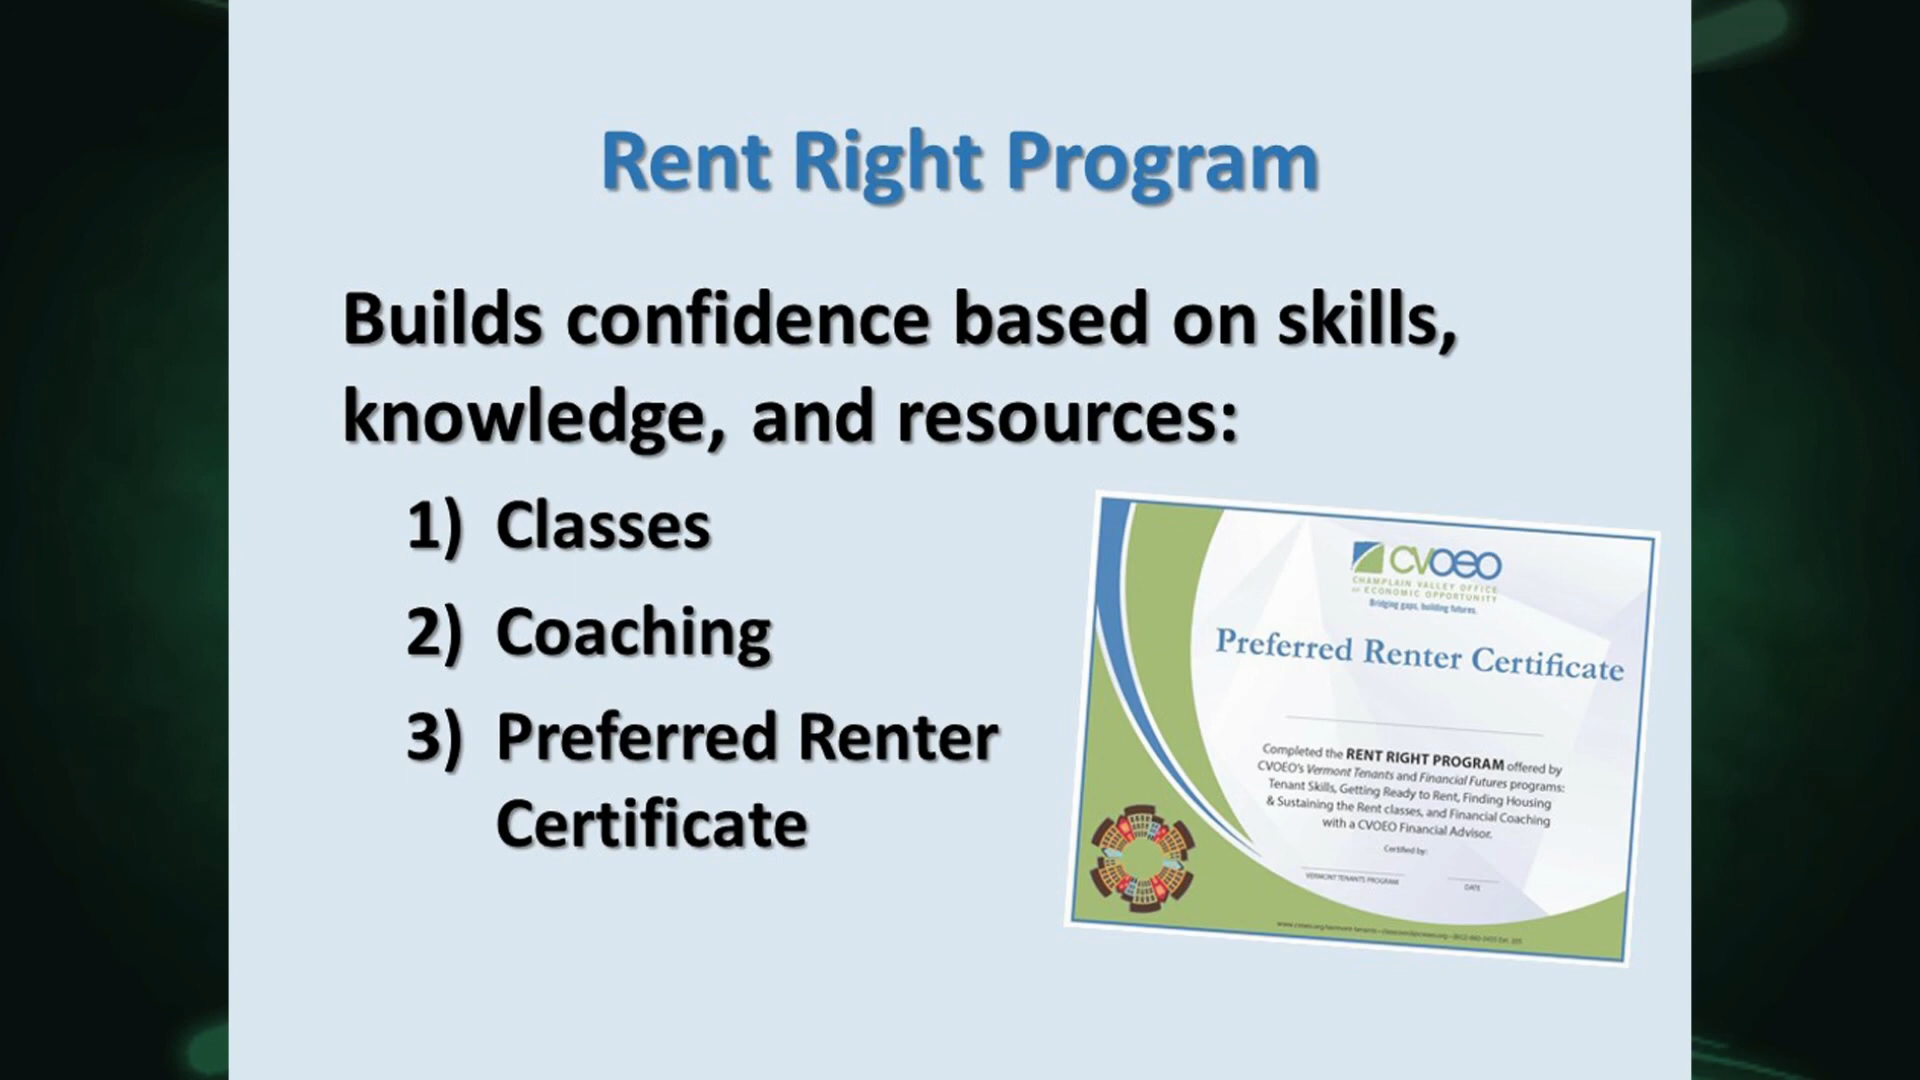 Rent Right Program
Builds confidence based on skills,
knowledge, and resources:
1) Classes
2) Coaching
3) Preferred Renter
Certificate
CVOEO
CHAMPLAIN VALLEY OFFICE
OF ECONOMIC OPPORTUNITY
Bridging gaps, building futures.
Preferred Renter Certificate
Completed the RENT RIGHT PROGRAM offered by
CVOEO's Vermont Tenants and Financial Futures programs:
Tenant Skills, Getting Ready to Rent, Finding Housing
& Sustaining the Rent classes, and Financial Coaching
with a CVOEO Financial Advisor.
Certified by:
VERMONT TENANTS PROGRAM
DATE